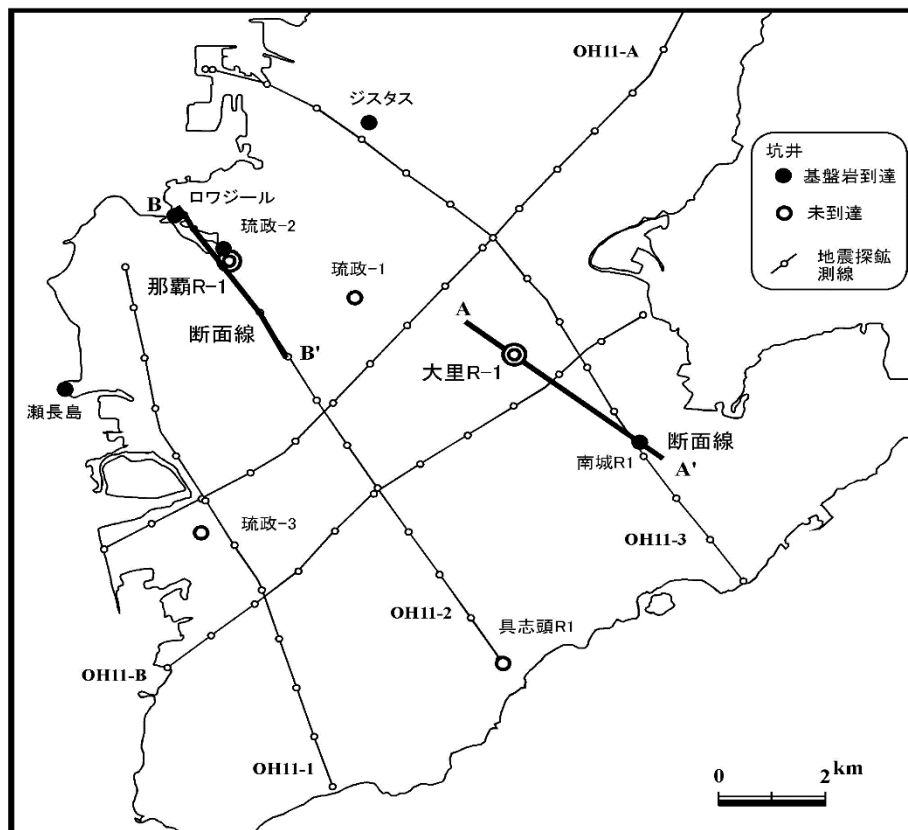 OH11-A
ジスタス
坑井
基盤岩到達
未到達
地震探鉱
測線
ロワジール
B
琉政-2
琉政-1
那覇R-1
A
断面線
B'
大里R-1
瀬長島
断面線
南城R1
A'
琉政-3
OH11-3
OH11-2
具志頭R1
OH11-B
OH11-1
0
2
km